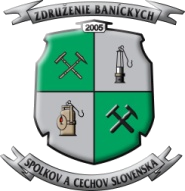 ZDRUŽENIE BANÍCKYCH
2005
SPOLKOV A CECHOV SLOVENSKA